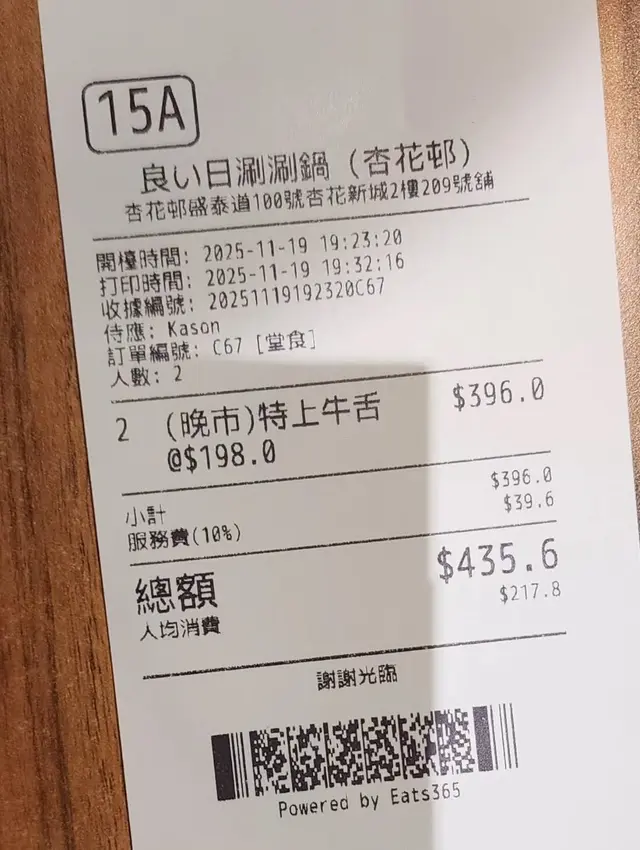 15A
良い日涮涮鍋 (杏花邨)
杏花邨盛泰道100號杏花新城2樓209號舖
開檯時間: 2025-11-19 19:23:20
打印時間: 2025-11-19 19:32:16
收據編號: 20251119192320C67
侍應: Kason
訂單編號: C67 [堂食]
人數: 2
2 (晚市)特上牛舌 $396.0
@$198.0
小計 $396.0
服務費(10%) $39.6
總額 $435.6
人均消費 $217.8
謝謝光臨
Powered by Eats365